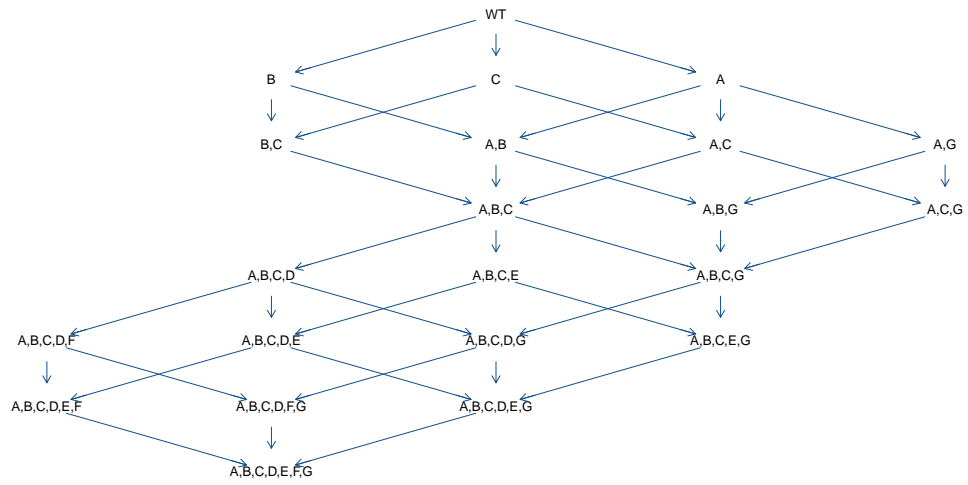 WT
B
C
A
B,C
A,B
A,C
A,G
A,B,C
A,B,G
A,C,G
A,B,C,D
A,B,C,E
A,B,C,G
A,B,C,D,F
A,B,C,D,E
A,B,C,D,G
A,B,C,E,G
A,B,C,D,E,F
A,B,C,D,F,G
A,B,C,D,E,G
A,B,C,D,E,F,G